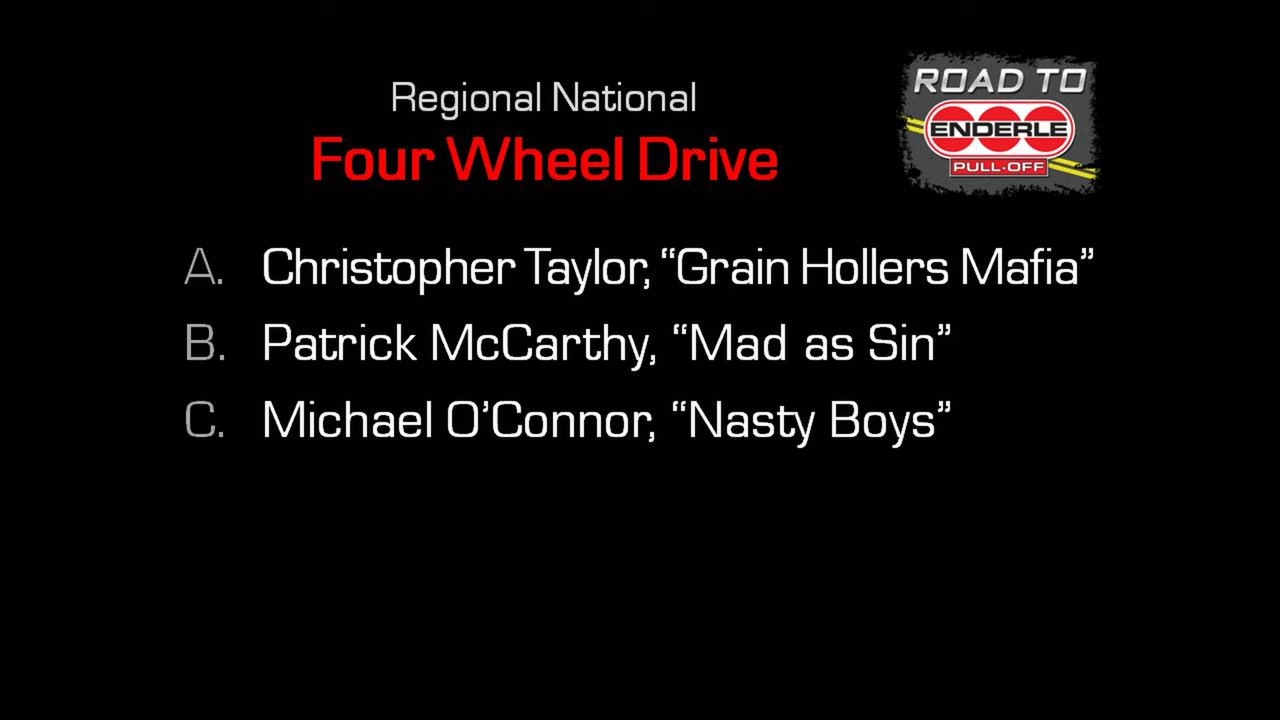 Regional National
Four Wheel Drive
ROAD TO
ENDERLE
PULL-OFF
A. Christopher Taylor, “Grain Hollers Mafia”
B. Patrick McCarthy, “Mad as Sin”
C. Michael O’Connor, “Nasty Boys”